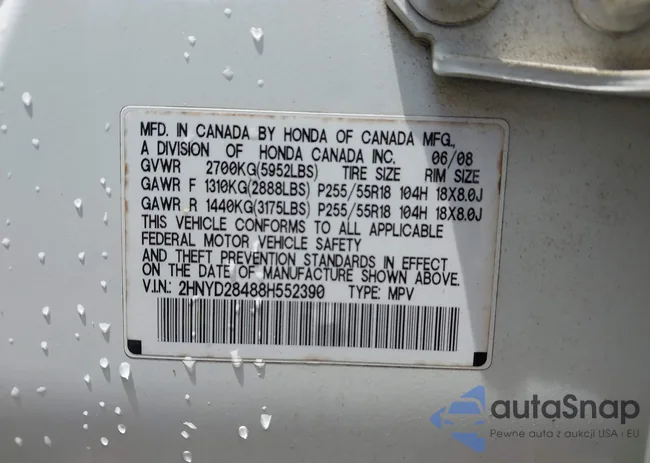 MFD. IN CANADA BY HONDA OF CANADA MFG.,
A DIVISION OF HONDA CANADA INC. 06/08
GVWR 2700KG(5952LBS) TIRE SIZE RIM SIZE
GAWR F 1310KG(2888LBS) P255/55R18 104H 18X8.0J
GAWR R 1440KG(3175LBS) P255/55R18 104H 18X8.0J
THIS VEHICLE CONFORMS TO ALL APPLICABLE
FEDERAL MOTOR VEHICLE SAFETY
AND THEFT PREVENTION STANDARDS IN EFFECT
ON THE DATE OF MANUFACTURE SHOWN ABOVE.
V.I.N.: 2HNYD28488H552390 TYPE: MPV
autaSnap
Pewne auta z aukcji USA i EU